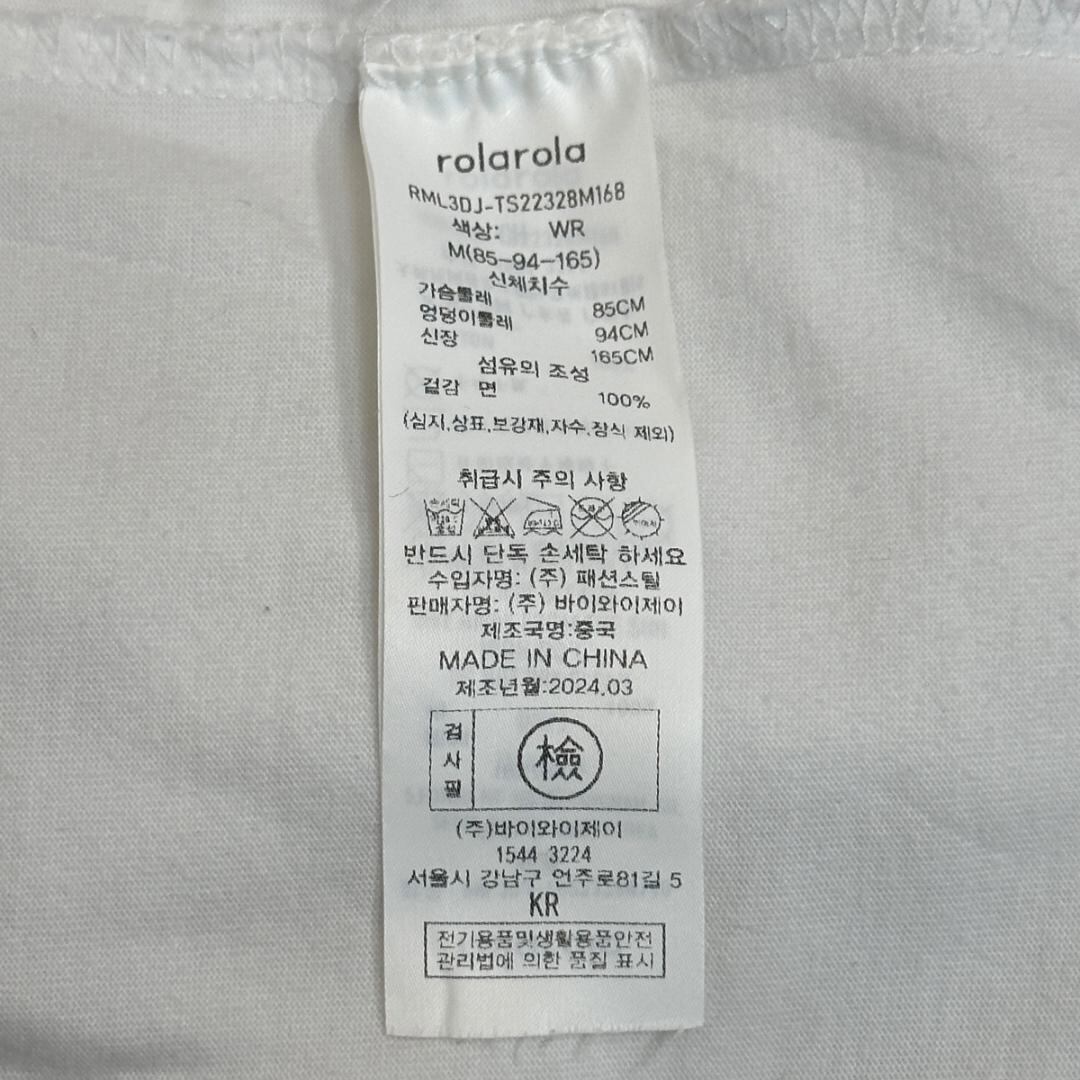 rolarola
RML3DJ-TS22328M168
색상: WR
M(85-94-165)
신체치수
가슴둘레 85CM
엉덩이둘레 94CM
신장 165CM
섬유의 조성
겉감 면 100%
(심지,상표,보강재,자수,장식 제외)
취급시 주의 사항
반드시 단독 손세탁 하세요
수입자명: (주) 패션스틸
판매자명: (주) 바이와이제이
제조국명:중국
MADE IN CHINA
제조년월:2024.03
검사필
檢
(주)바이와이제이
1544 3224
서울시 강남구 언주로81길 5
KR
전기용품및생활용품안전
관리법에 의한 품질 표시